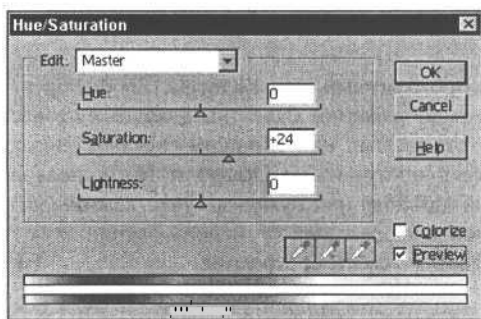 Hue/Saturation
Edit: Master
OK
Hue: 0
Cancel
Saturation: +24
Help
Lightness: 0
Colorize
Preview